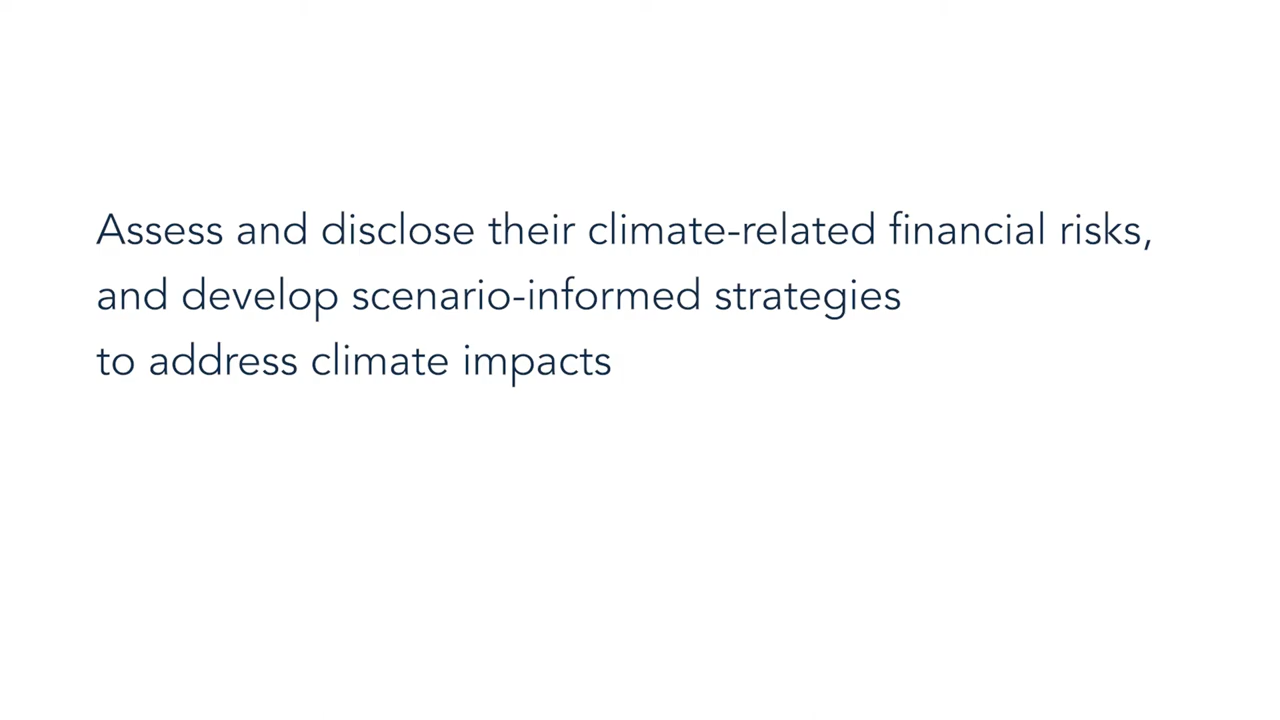 Assess and disclose their climate-related financial risks,
and develop scenario-informed strategies
to address climate impacts